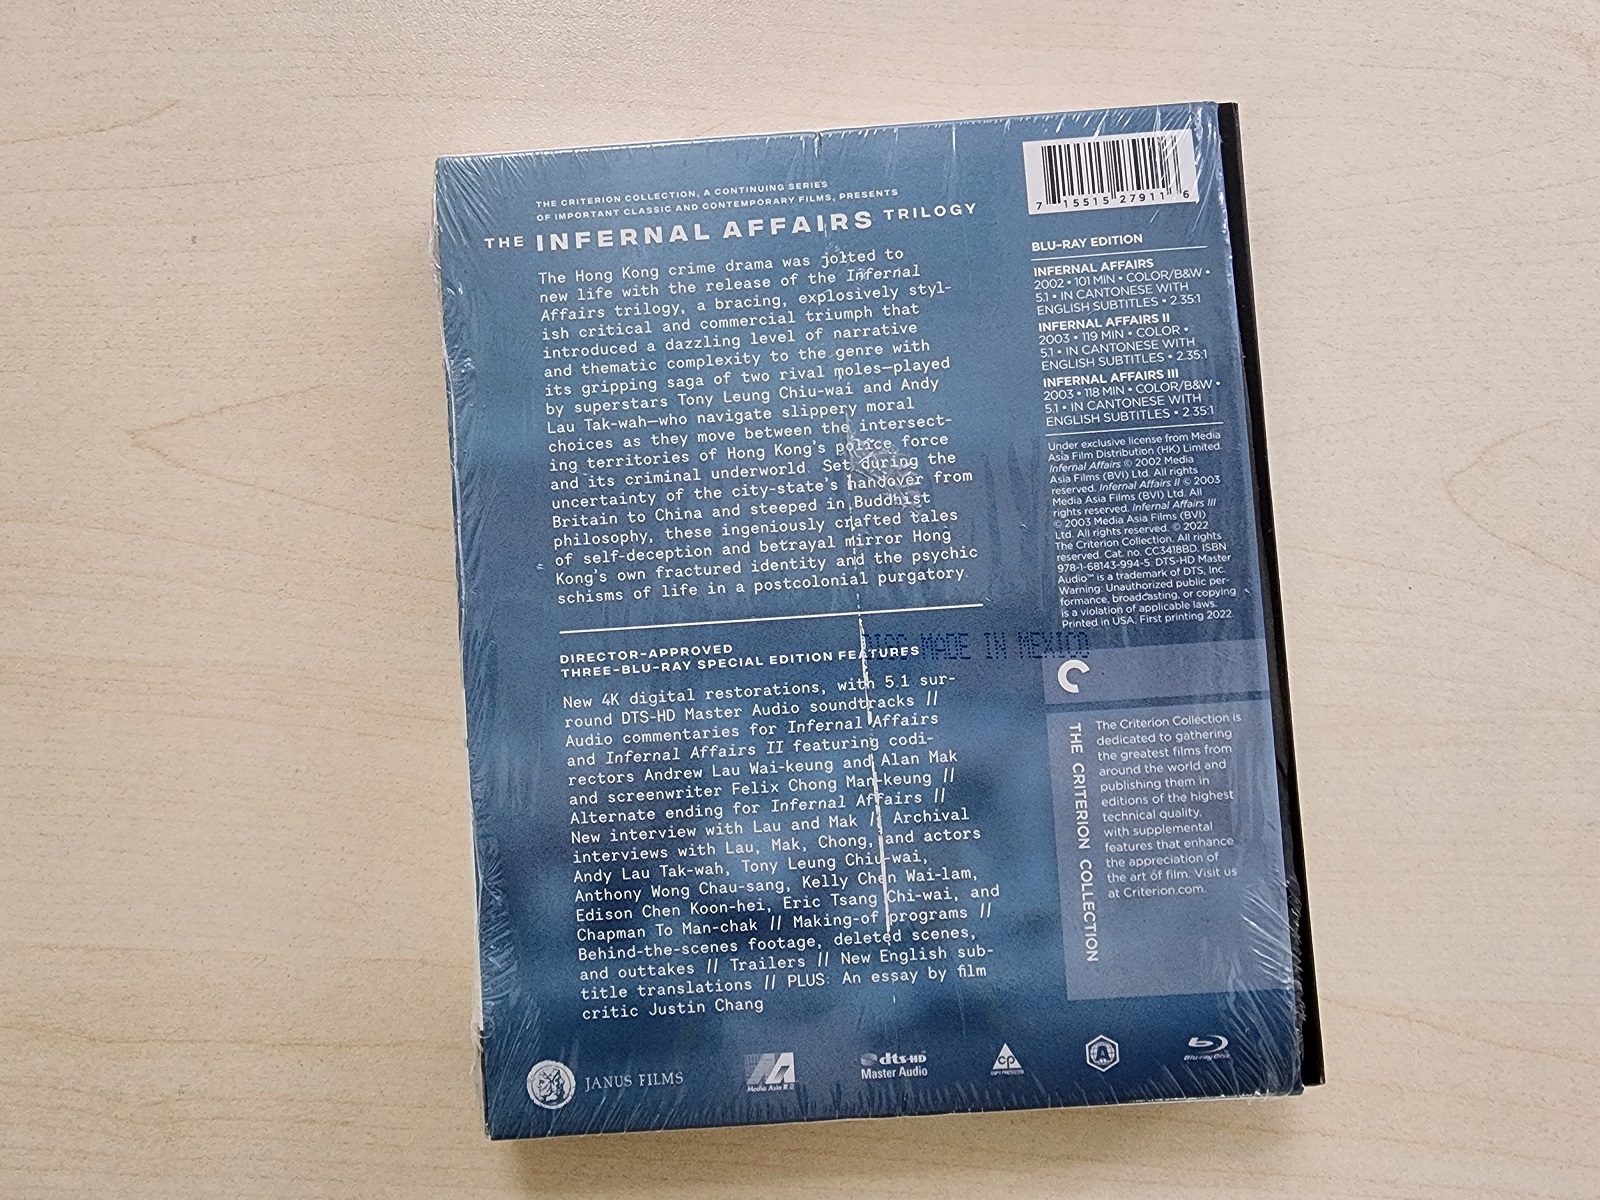 THE CRITERION COLLECTION, A CONTINUING SERIES
OF IMPORTANT CLASSIC AND CONTEMPORARY FILMS, PRESENTS
THE INFERNAL AFFAIRS TRILOGY
The Hong Kong crime drama was jolted to
new life with the release of the Infernal
Affairs trilogy, a bracing, explosively styl-
ish critical and commercial triumph that
introduced a dazzling level of narrative
and thematic complexity to the genre with
its gripping saga of two rival moles—played
by superstars Tony Leung Chiu-wai and Andy
Lau Tak-wah—who navigate slippery moral
choices as they move between the intersect-
ing territories of Hong Kong's police force
and its criminal underworld. Set during the
uncertainty of the city-state's handover from
Britain to China and steeped in Buddhist
philosophy, these ingeniously crafted tales
of self-deception and betrayal mirror Hong
Kong's own fractured identity and the psychic
schisms of life in a postcolonial purgatory.
DIRECTOR-APPROVED
THREE-BLU-RAY SPECIAL EDITION FEATURES
New 4K digital restorations, with 5.1 sur-
round DTS-HD Master Audio soundtracks //
Audio commentaries for Infernal Affairs
and Infernal Affairs II featuring codi-
rectors Andrew Lau Wai-keung and Alan Mak
and screenwriter Felix Chong Man-keung //
Alternate ending for Infernal Affairs //
New interview with Lau and Mak // Archival
interviews with Lau, Mak, Chong, and actors
Andy Lau Tak-wah, Tony Leung Chiu-wai,
Anthony Wong Chau-sang, Kelly Chen Wai-lam,
Edison Chen Koon-hei, Eric Tsang Chi-wai, and
Chapman To Man-chak // Making-of programs //
Behind-the-scenes footage, deleted scenes,
and outtakes // Trailers // New English sub-
title translations // PLUS: An essay by film
critic Justin Chang
7 15515 27911 6
BLU-RAY EDITION
INFERNAL AFFAIRS
2002 • 101 MIN • COLOR/B&W •
5.1 • IN CANTONESE WITH
ENGLISH SUBTITLES • 2.35:1
INFERNAL AFFAIRS II
2003 • 119 MIN • COLOR •
5.1 • IN CANTONESE WITH
ENGLISH SUBTITLES • 2.35:1
INFERNAL AFFAIRS III
2003 • 118 MIN • COLOR/B&W •
5.1 • IN CANTONESE WITH
ENGLISH SUBTITLES • 2.35:1
Under exclusive license from Media
Asia Film Distribution (HK) Limited.
Infernal Affairs © 2002 Media
Asia Films (BVI) Ltd. All rights
reserved. Infernal Affairs II © 2003
Media Asia Films (BVI) Ltd. All
rights reserved. Infernal Affairs III
© 2003 Media Asia Films (BVI)
Ltd. All rights reserved. © 2022
The Criterion Collection. All rights
reserved. Cat. no. CC3418BD. ISBN
978-1-68143-994-5. DTS-HD Master
Audio™ is a trademark of DTS, Inc.
Warning: Unauthorized public per-
formance, broadcasting, or copying
is a violation of applicable laws.
Printed in USA. First printing 2022.
DISC MADE IN MEXICO
THE CRITERION COLLECTION
The Criterion Collection is
dedicated to gathering
the greatest films from
around the world and
publishing them in
editions of the highest
technical quality,
with supplemental
features that enhance
the appreciation of
the art of film. Visit us
at Criterion.com.
JANUS FILMS
Media Asia
dts-HD
Master Audio
CP
COPY PROTECTED
A
Blu-ray Disc